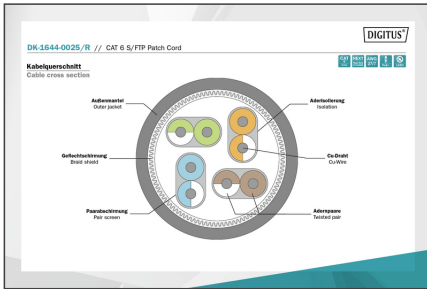 DIGITUS®
DK-1644-0025/R // CAT 6 S/FTP Patch Cord
Kabelquerschnitt
Cable cross section
Außenmantel
Outer jacket
Aderisolierung
Isolation
Geflechtschirmung
Braid shield
Cu-Draht
Cu-Wire
Paarabschirmung
Pair screen
Adernpaare
Twisted pair